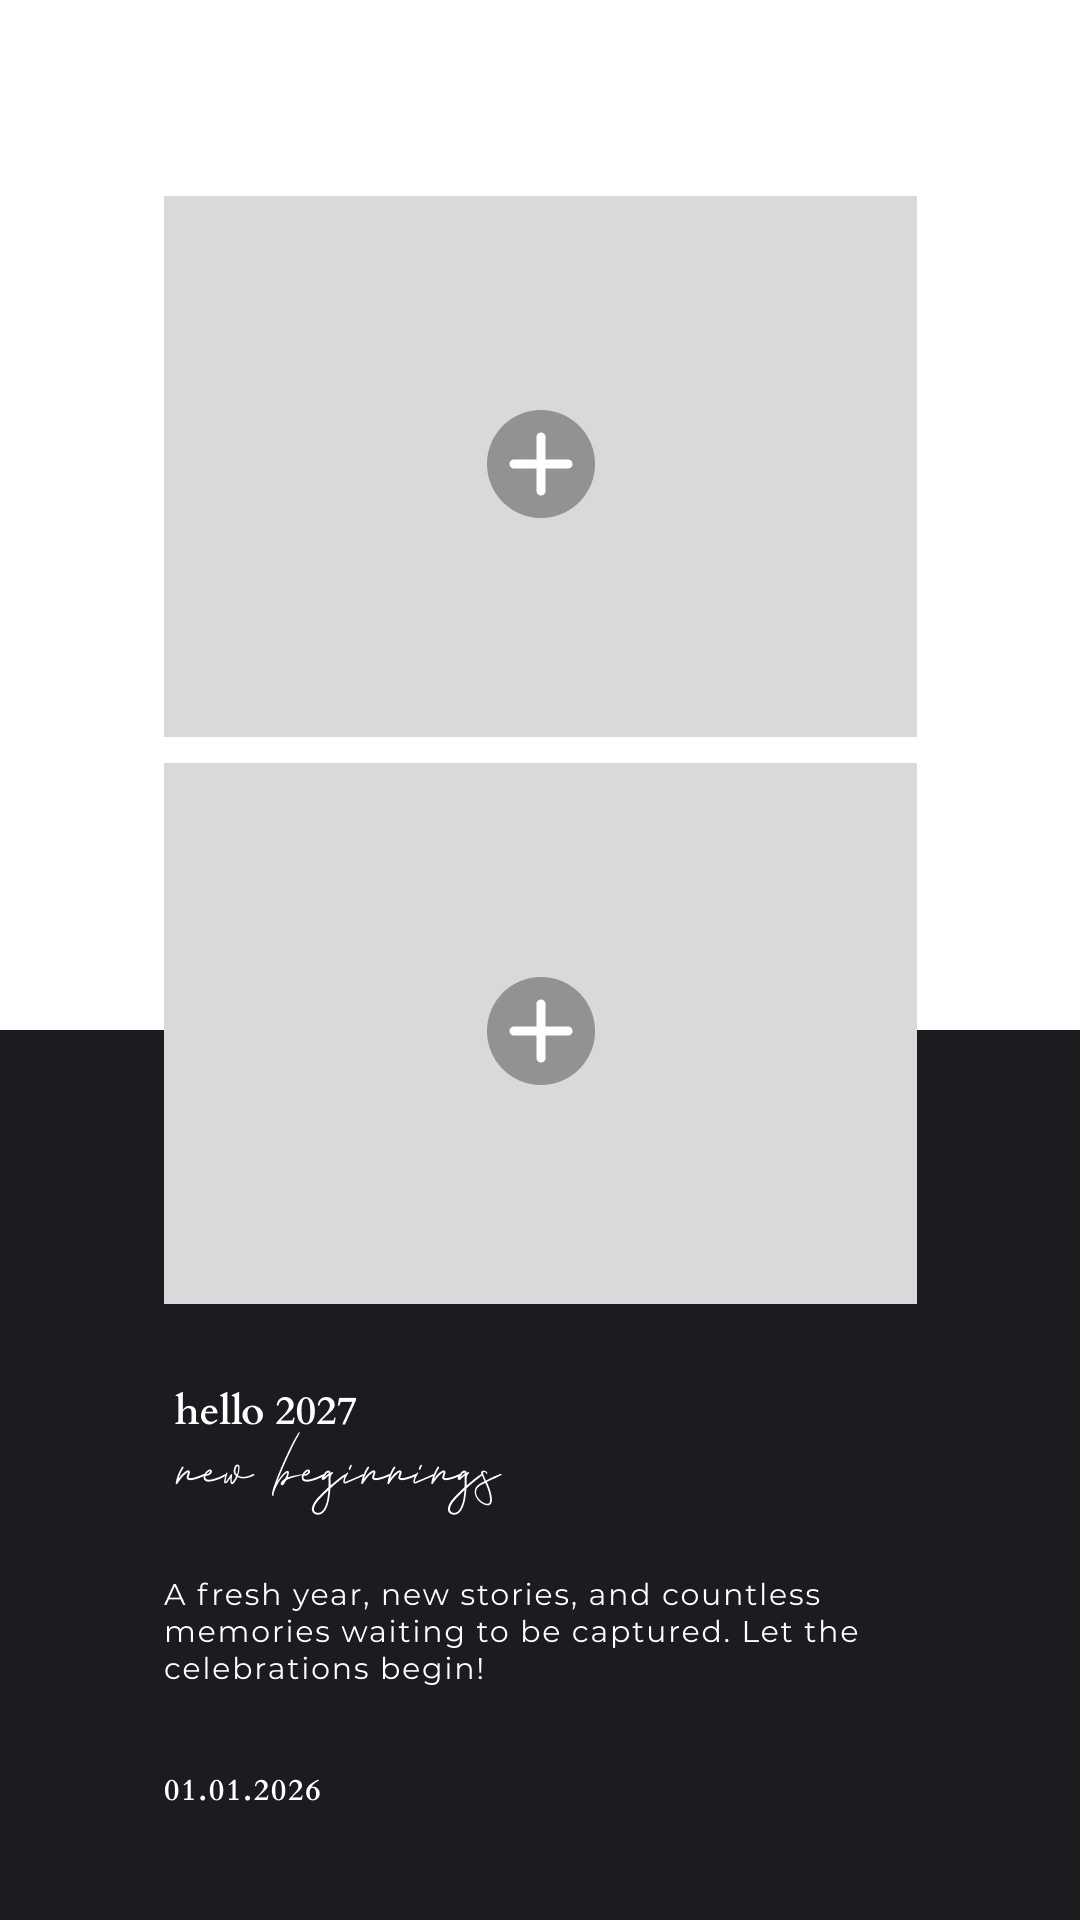 hello 2027
new beginnings
A fresh year, new stories, and countless
memories waiting to be captured. Let the
celebrations begin!
01.01.2026